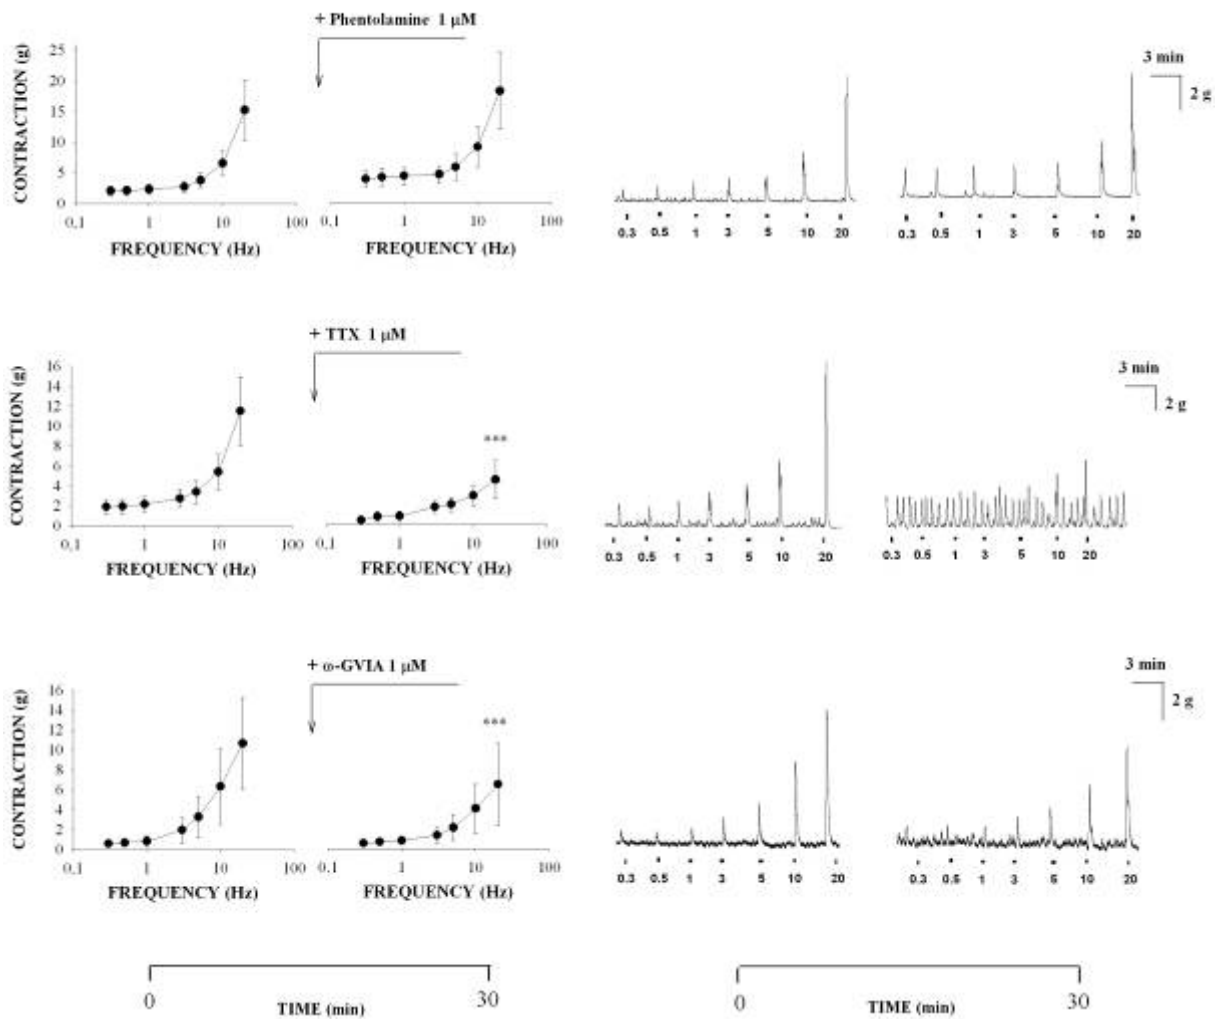 + Phentolamine 1 μM
CONTRACTION (g)
25
20
15
10
5
0
0,1 1 10 100
0,1 1 10 100
FREQUENCY (Hz)
FREQUENCY (Hz)
3 min
2 g
0.3 0.5 1 3 5 10 20
0.3 0.5 1 3 5 10 20
+ TTX 1 μM
CONTRACTION (g)
16
14
12
10
8
6
4
2
0
***
0,1 1 10 100
0,1 1 10 100
FREQUENCY (Hz)
FREQUENCY (Hz)
3 min
2 g
0.3 0.5 1 3 5 10 20
0.3 0.5 1 3 5 10 20
+ ω-GVIA 1 μM
CONTRACTION (g)
16
14
12
10
8
6
4
2
0
***
0,1 1 10 100
0,1 1 10 100
FREQUENCY (Hz)
FREQUENCY (Hz)
3 min
2 g
0.3 0.5 1 3 5 10 20
0.3 0.5 1 3 5 10 20
0 30
TIME (min)
0 30
TIME (min)